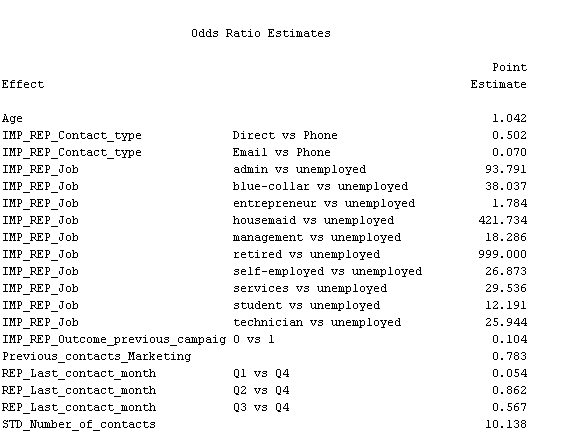 Odds Ratio Estimates
Point
Effect Estimate
Age 1.042
IMP_REP_Contact_type Direct vs Phone 0.502
IMP_REP_Contact_type Email vs Phone 0.070
IMP_REP_Job admin vs unemployed 93.791
IMP_REP_Job blue-collar vs unemployed 38.037
IMP_REP_Job entrepreneur vs unemployed 1.784
IMP_REP_Job housemaid vs unemployed 421.734
IMP_REP_Job management vs unemployed 18.286
IMP_REP_Job retired vs unemployed 999.000
IMP_REP_Job self-employed vs unemployed 26.873
IMP_REP_Job services vs unemployed 29.536
IMP_REP_Job student vs unemployed 12.191
IMP_REP_Job technician vs unemployed 25.944
IMP_REP_Outcome_previous_campaig 0 vs 1 0.104
Previous_contacts_Marketing 0.783
REP_Last_contact_month Q1 vs Q4 0.054
REP_Last_contact_month Q2 vs Q4 0.862
REP_Last_contact_month Q3 vs Q4 0.567
STD_Number_of_contacts 10.138